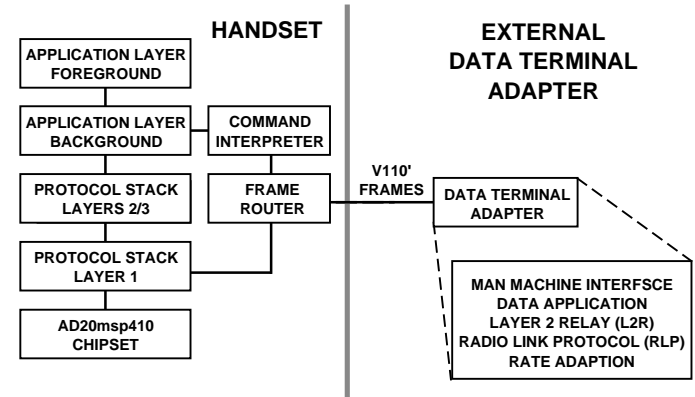 HANDSET
APPLICATION LAYER
FOREGROUND
APPLICATION LAYER
BACKGROUND
COMMAND
INTERPRETER
PROTOCOL STACK
LAYERS 2/3
FRAME
ROUTER
PROTOCOL STACK
LAYER 1
AD20msp410
CHIPSET
EXTERNAL
DATA TERMINAL
ADAPTER
V110'
FRAMES
DATA TERMINAL
ADAPTER
MAN MACHINE INTERFSCE
DATA APPLICATION
LAYER 2 RELAY (L2R)
RADIO LINK PROTOCOL (RLP)
RATE ADAPTION